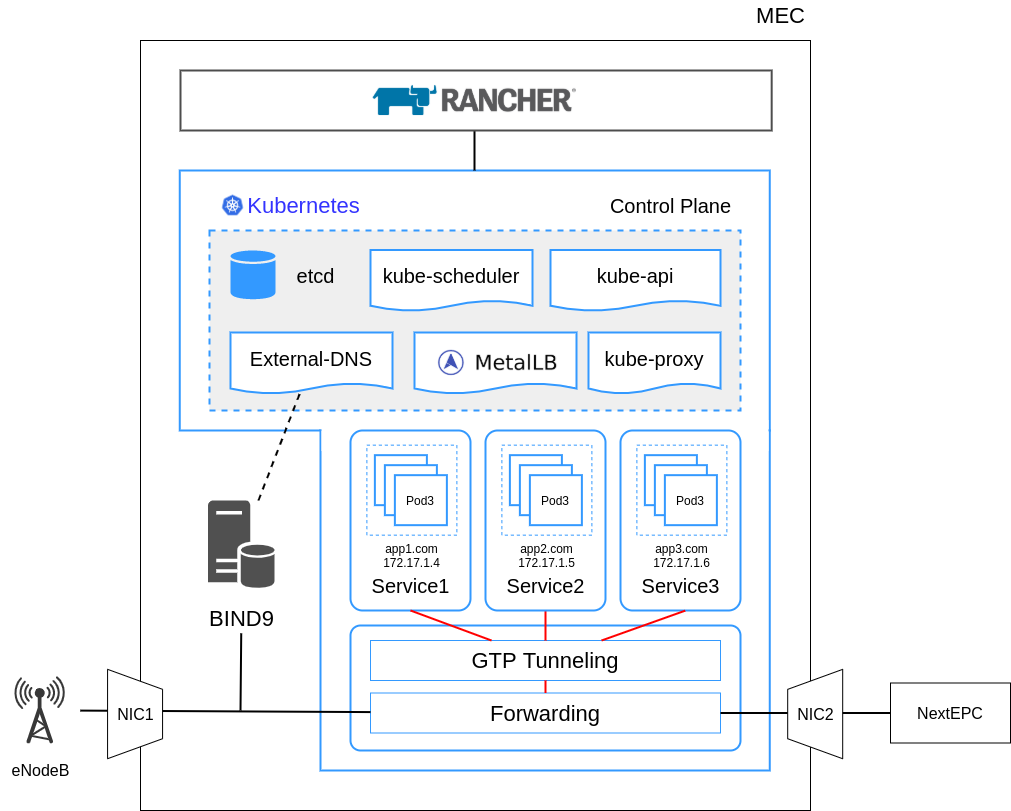 MEC
RANCHER
Kubernetes
Control Plane
etcd
kube-scheduler
kube-api
External-DNS
MetalLB
kube-proxy
Pod3
Pod3
Pod3
app1.com
172.17.1.4
Service1
app2.com
172.17.1.5
Service2
app3.com
172.17.1.6
Service3
BIND9
GTP Tunneling
Forwarding
NIC1
NIC2
NextEPC
eNodeB